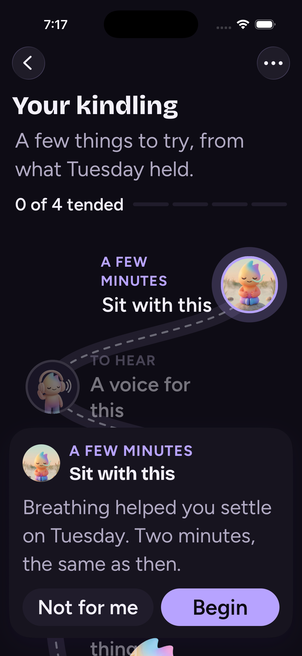 7:17
Your kindling
A few things to try, from
what Tuesday held.
0 of 4 tended
A FEW
MINUTES
Sit with this
TO HEAR
A voice for
this
A FEW MINUTES
Sit with this
Breathing helped you settle
on Tuesday. Two minutes,
the same as then.
Not for me
Begin